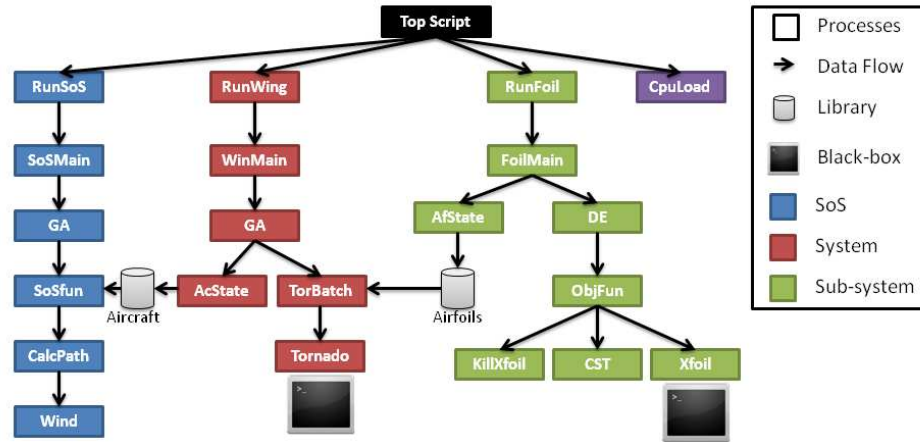 Top Script
RunSoS
RunWing
RunFoil
CpuLoad
SoSMain
WinMain
FoilMain
GA
GA
AfState
DE
SoSfun
Aircraft
AcState
TorBatch
Airfoils
ObjFun
CalcPath
Tornado
KillXfoil
CST
Xfoil
Wind
>_
>_
Processes
Data Flow
Library
>_
Black-box
SoS
System
Sub-system